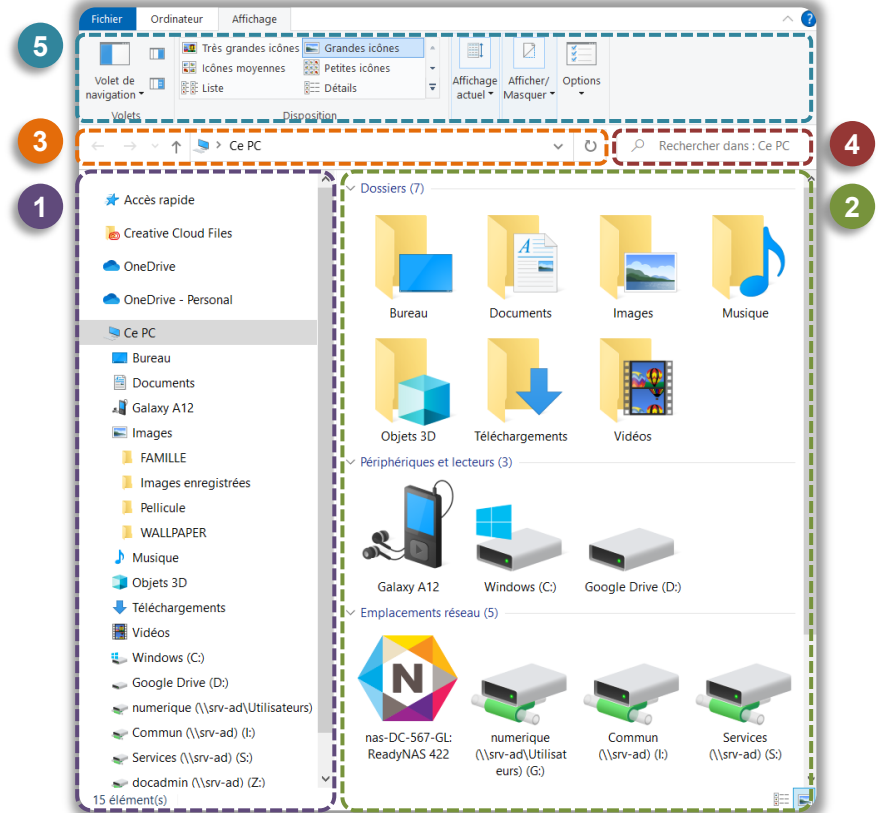 Fichier Ordinateur Affichage ?
5
Très grandes icônes Grandes icônes
Icônes moyennes Petites icônes
Liste Détails
Volet de navigation
Affichage actuel
Afficher/ Masquer
Options
Volets Disposition
3
Ce PC
Rechercher dans : Ce PC
4
1
Accès rapide
Creative Cloud Files
OneDrive
OneDrive - Personal
Ce PC
Bureau
Documents
Galaxy A12
Images
FAMILLE
Images enregistrées
Pellicule
WALLPAPER
Musique
Objets 3D
Téléchargements
Vidéos
Windows (C:)
Google Drive (D:)
numerique (\\srv-ad\Utilisateurs)
Commun (\\srv-ad) (I:)
Services (\\srv-ad) (S:)
docadmin (\\srv-ad) (Z:)
15 élément(s)
2
Dossiers (7)
Bureau Documents Images Musique
A
Objets 3D Téléchargements Vidéos
Périphériques et lecteurs (3)
Galaxy A12 Windows (C:) Google Drive (D:)
Emplacements réseau (5)
N
nas-DC-567-GL:
ReadyNAS 422
numerique
(\\srv-ad\Utilisat
eurs) (G:)
Commun
(\\srv-ad) (I:)
Services
(\\srv-ad) (S:)